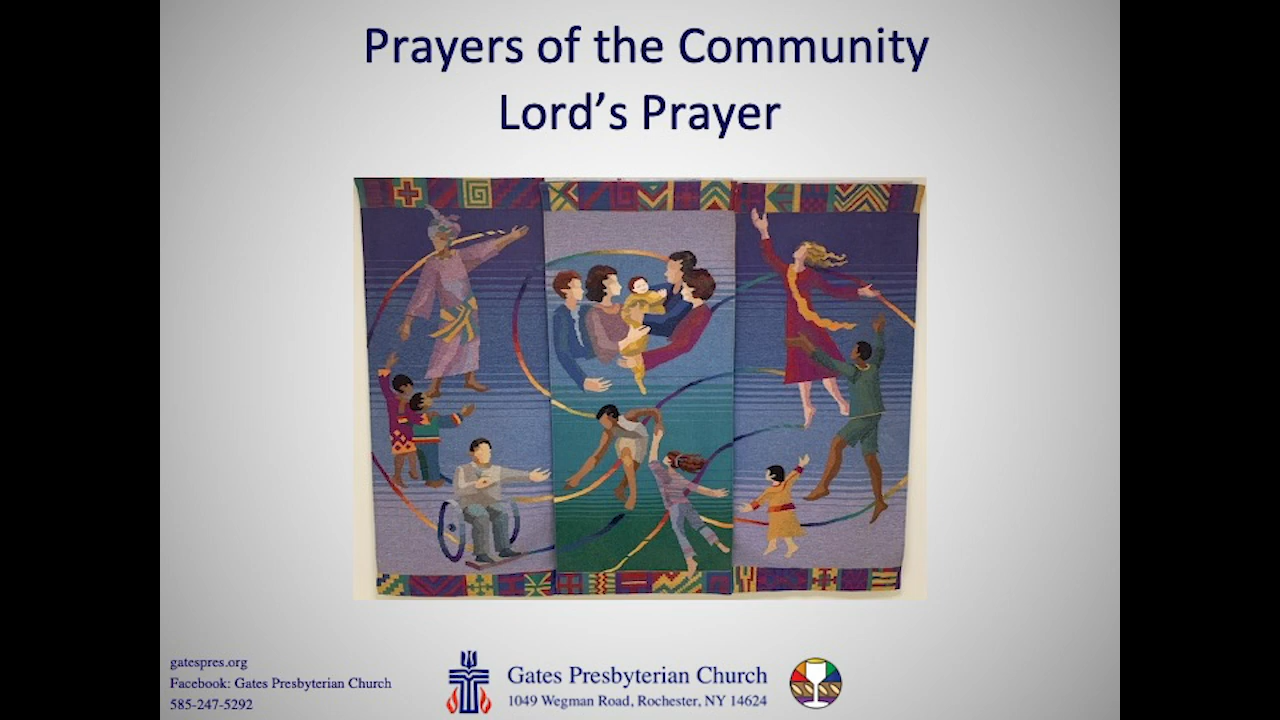 Prayers of the Community
Lord’s Prayer
gatespres.org
Facebook: Gates Presbyterian Church
585-247-5292
Gates Presbyterian Church
1049 Wegman Road, Rochester, NY 14624